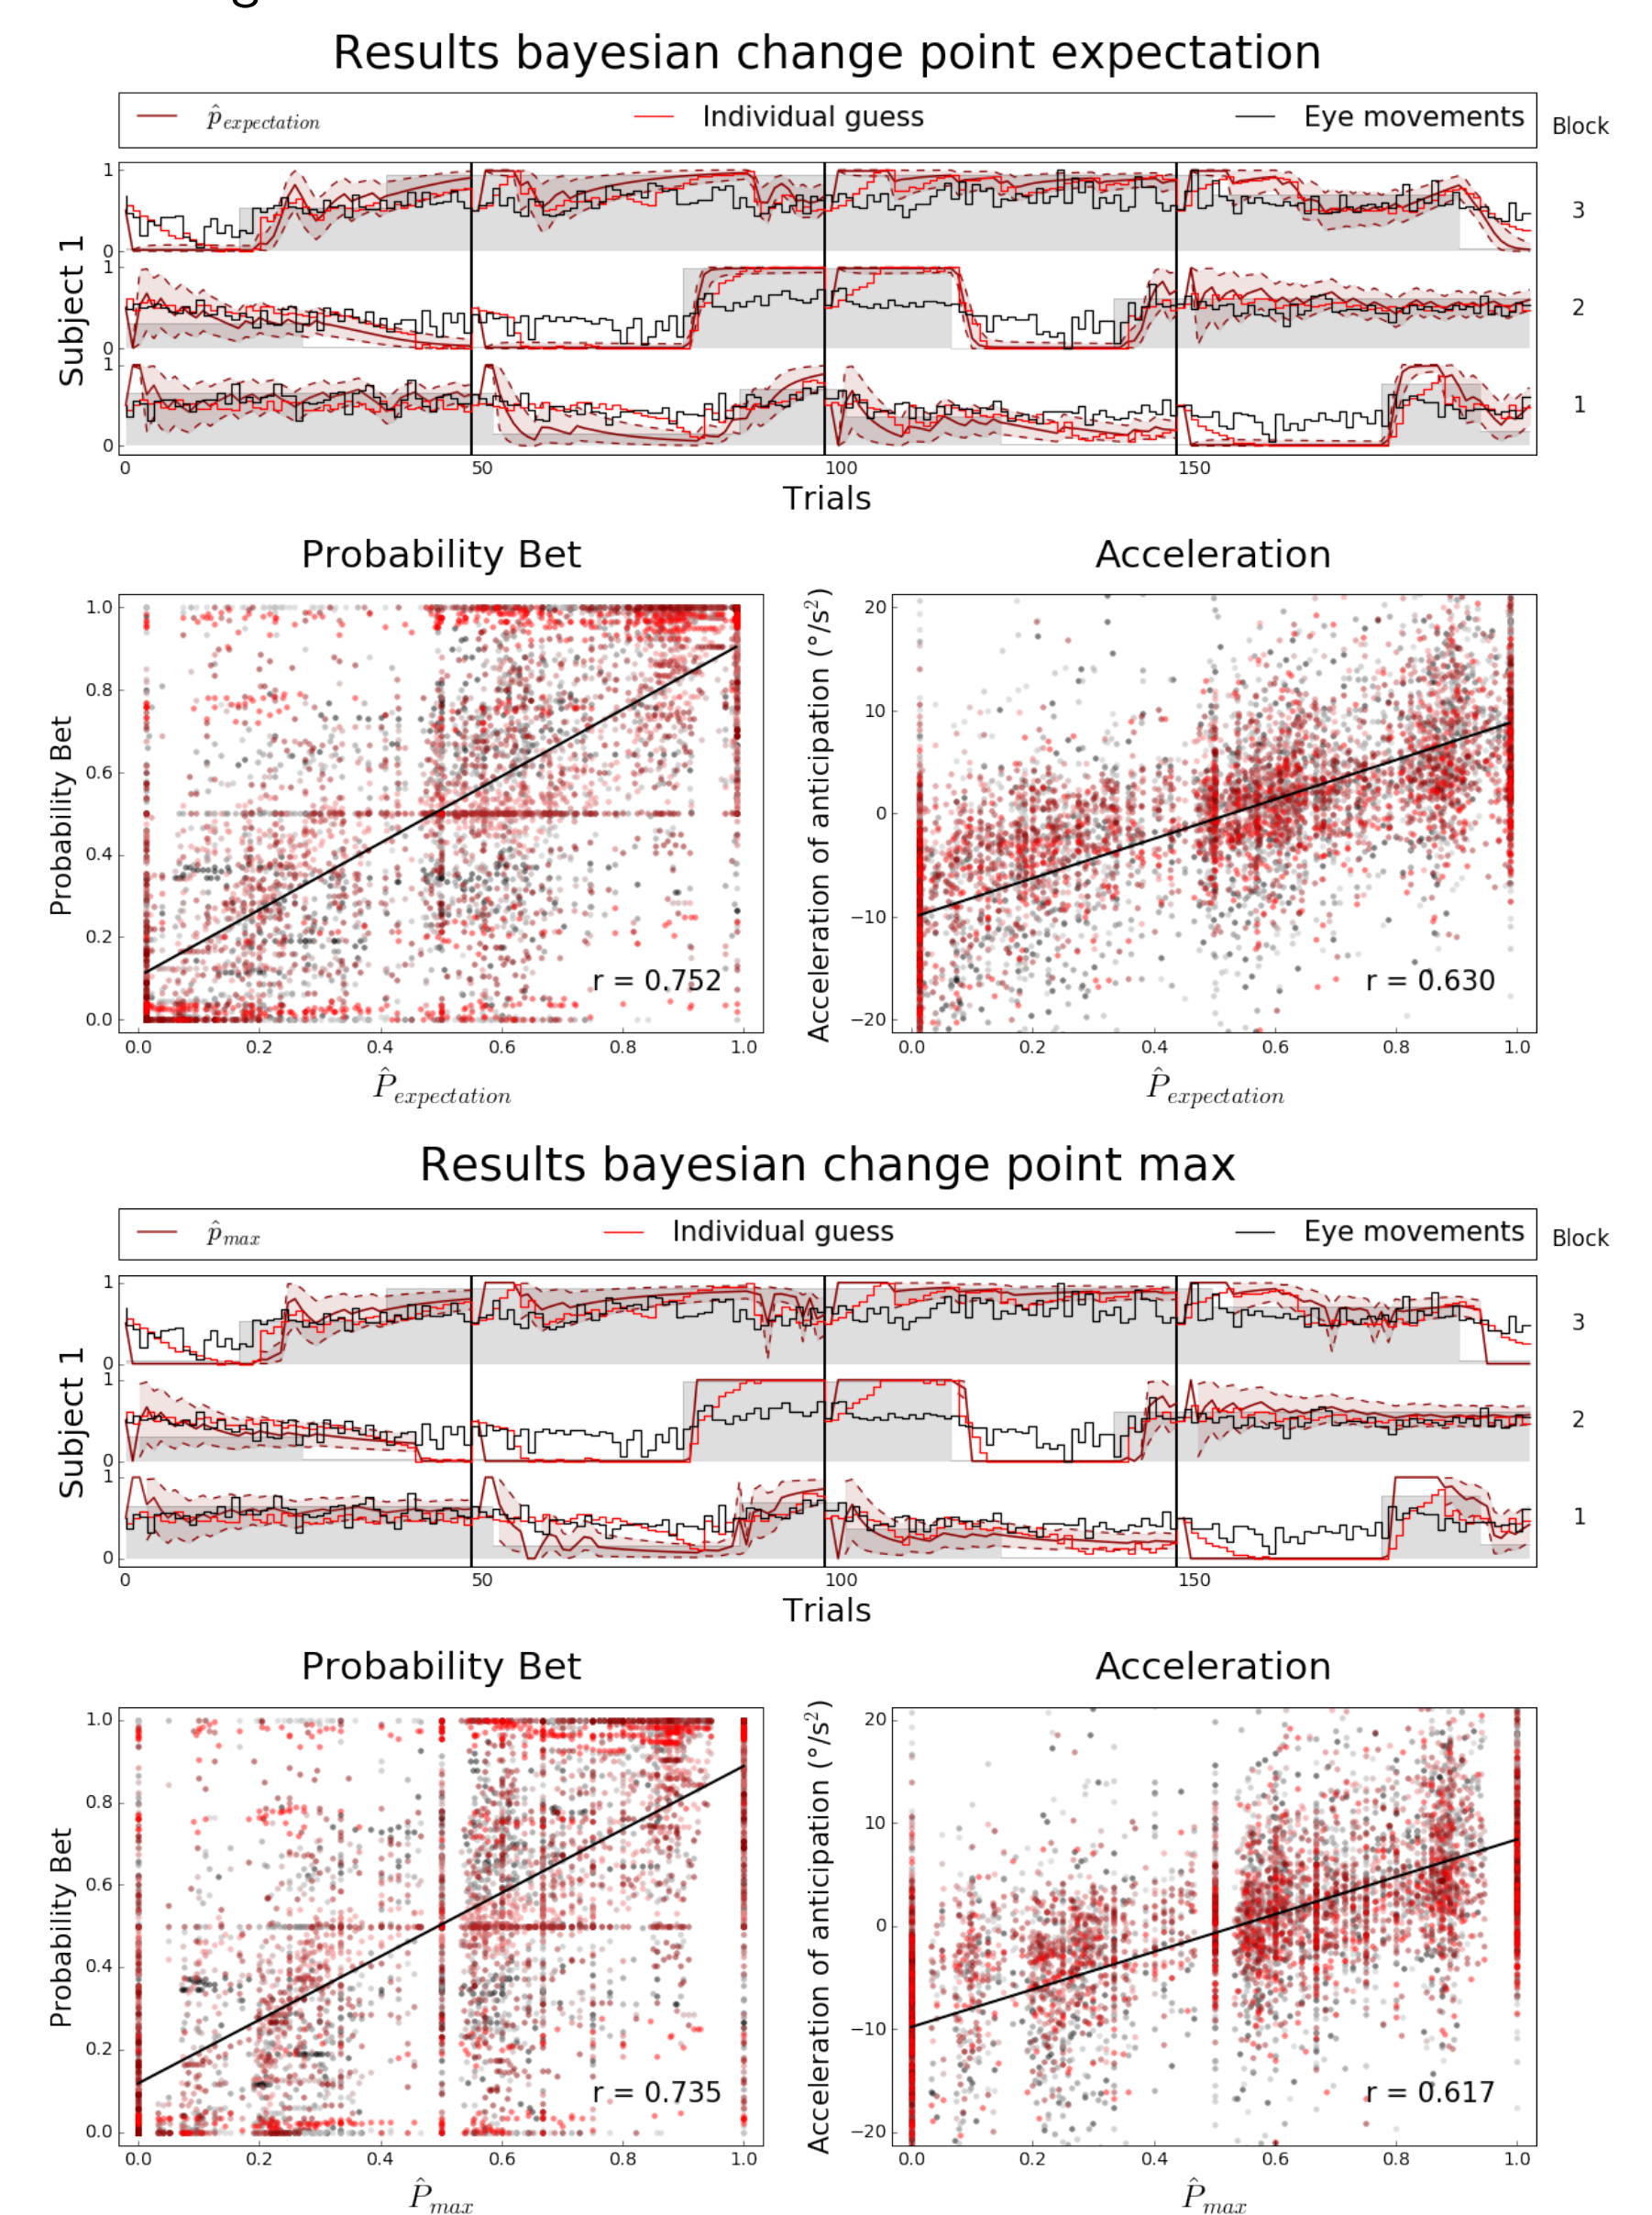 Results bayesian change point expectation
p̂expectation Individual guess Eye movements Block
Subject 1
1
0
3
1
0
2
1
0
1
0 50 100 150
Trials
Probability Bet
Probability Bet
1.0
0.8
0.6
0.4
0.2
0.0
r = 0.752
0.0 0.2 0.4 0.6 0.8 1.0
P̂expectation
Acceleration
Acceleration of anticipation (°/s²)
20
10
0
−10
−20
r = 0.630
0.0 0.2 0.4 0.6 0.8 1.0
P̂expectation
Results bayesian change point max
p̂max Individual guess Eye movements Block
Subject 1
1
0
3
1
0
2
1
0
1
0 50 100 150
Trials
Probability Bet
Probability Bet
1.0
0.8
0.6
0.4
0.2
0.0
r = 0.735
0.0 0.2 0.4 0.6 0.8 1.0
P̂max
Acceleration
Acceleration of anticipation (°/s²)
20
10
0
−10
−20
r = 0.617
0.0 0.2 0.4 0.6 0.8 1.0
P̂max